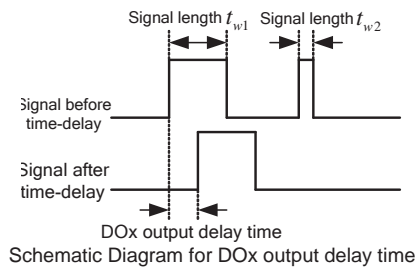 Signal length t_w1 Signal length t_w2
Signal before
time-delay
Signal after
time-delay
DOx output delay time
Schematic Diagram for DOx output delay time